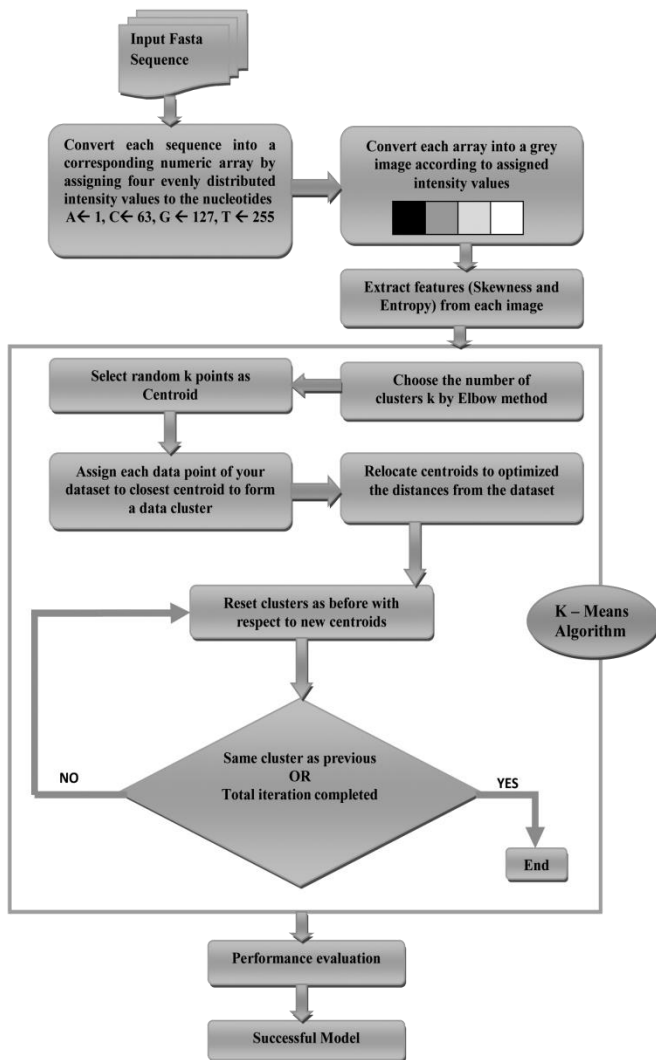 Input Fasta
Sequence
Convert each sequence into a
corresponding numeric array by
assigning four evenly distributed
intensity values to the nucleotides
A← 1, C← 63, G ← 127, T ← 255
Convert each array into a grey
image according to assigned
intensity values
Extract features (Skewness and
Entropy) from each image
Choose the number of
clusters k by Elbow method
Select random k points as
Centroid
Assign each data point of your
dataset to closest centroid to form
a data cluster
Relocate centroids to optimized
the distances from the dataset
Reset clusters as before with
respect to new centroids
K – Means
Algorithm
Same cluster as previous
OR
Total iteration completed
NO
YES
End
Performance evaluation
Successful Model